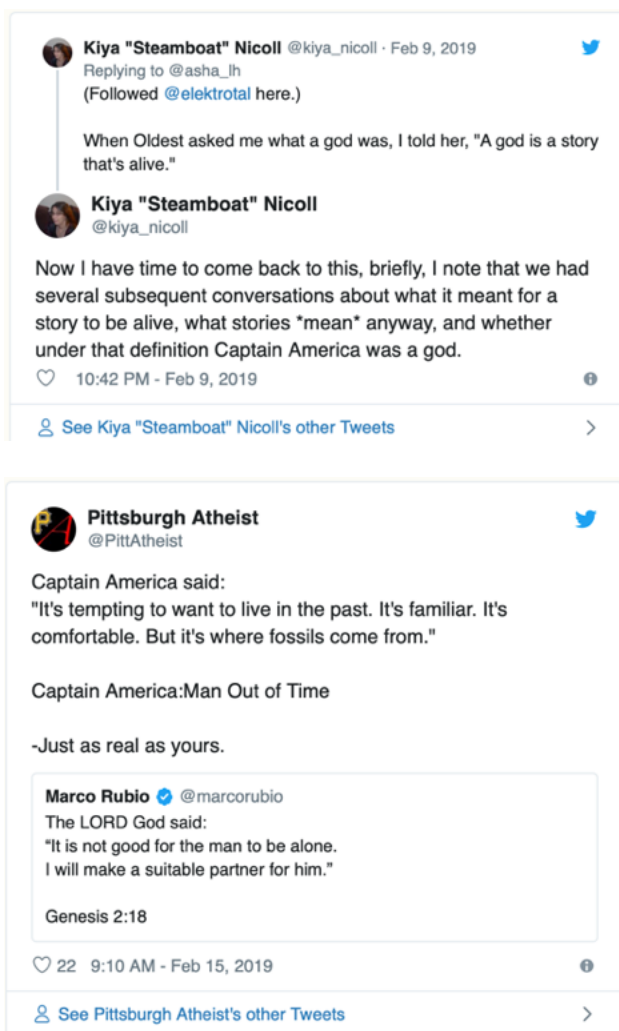 Kiya "Steamboat" Nicoll @kiya_nicoll · Feb 9, 2019
Replying to @asha_lh
(Followed @elektrotal here.)
When Oldest asked me what a god was, I told her, "A god is a story
that's alive."
Kiya "Steamboat" Nicoll
@kiya_nicoll
Now I have time to come back to this, briefly, I note that we had
several subsequent conversations about what it meant for a
story to be alive, what stories *mean* anyway, and whether
under that definition Captain America was a god.
10:42 PM - Feb 9, 2019
See Kiya "Steamboat" Nicoll's other Tweets
P A
Pittsburgh Atheist
@PittAtheist
Captain America said:
"It's tempting to want to live in the past. It's familiar. It's
comfortable. But it's where fossils come from."
Captain America:Man Out of Time
-Just as real as yours.
Marco Rubio @marcorubio
The LORD God said:
“It is not good for the man to be alone.
I will make a suitable partner for him.”
Genesis 2:18
22 9:10 AM - Feb 15, 2019
See Pittsburgh Atheist's other Tweets